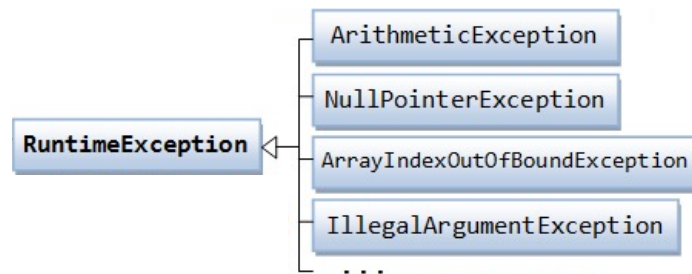 ArithmeticException
NullPointerException
RuntimeException
ArrayIndexOutOfBoundException
IllegalArgumentException
...